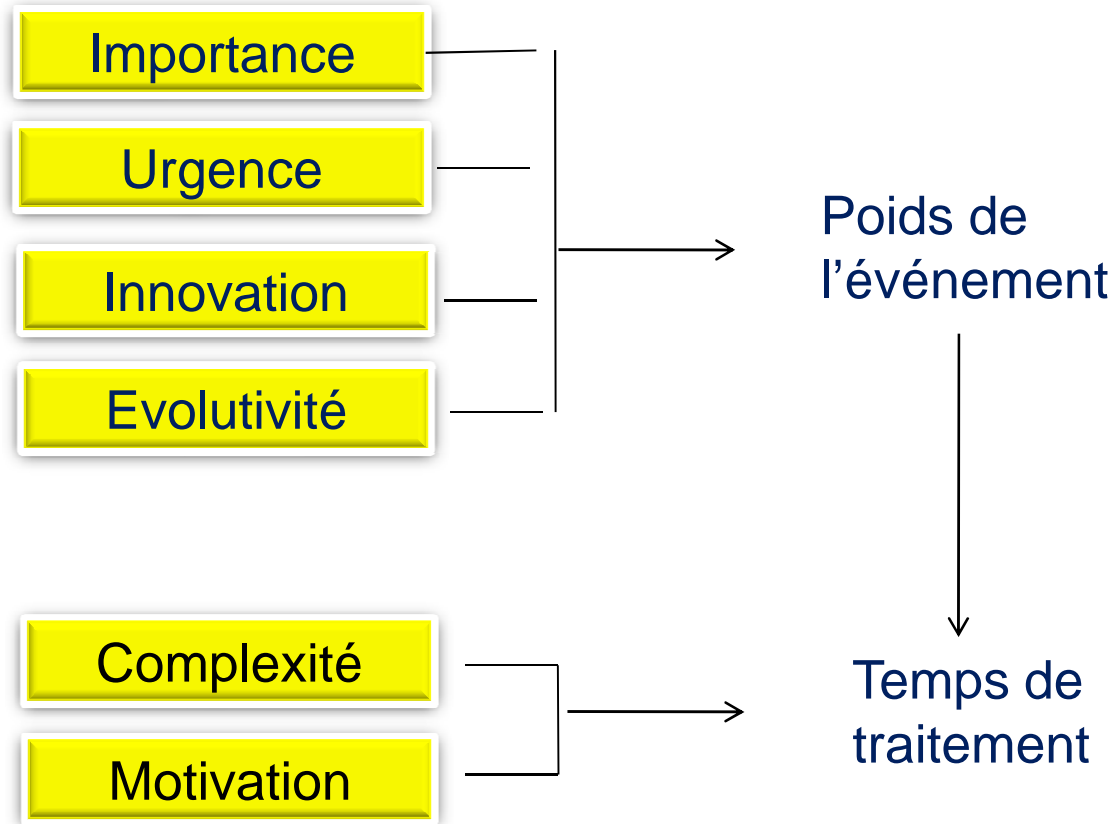 Importance
Urgence
Innovation
Evolutivité
Poids de
l’événement
Complexité
Motivation
Temps de
traitement